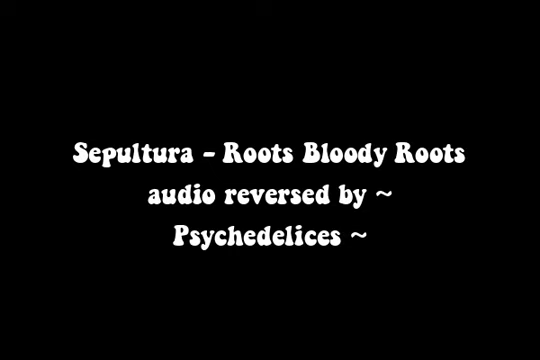 Sepultura - Roots Bloody Roots
audio reversed by ~
Psychedelices ~